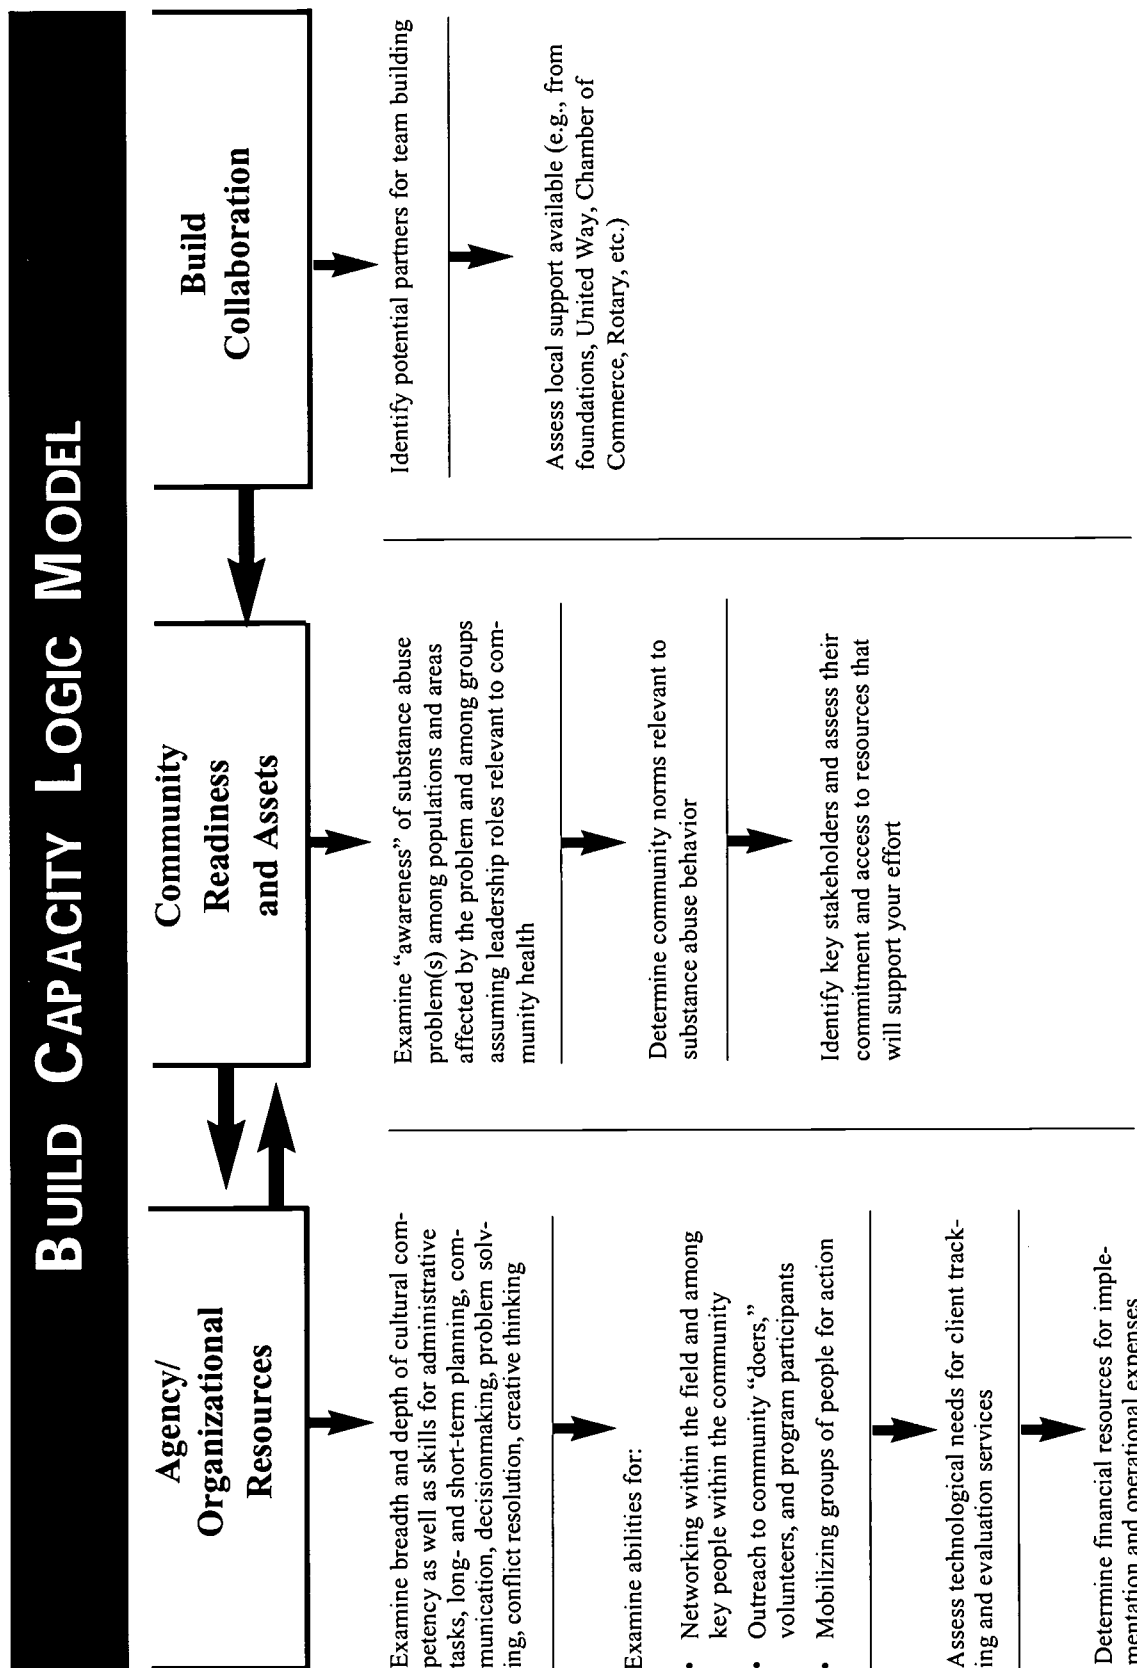 BUILD CAPACITY LOGIC MODEL
Agency/
Organizational
Resources
Examine breadth and depth of cultural com-
petency as well as skills for administrative
tasks, long- and short-term planning, com-
munication, decisionmaking, problem solv-
ing, conflict resolution, creative thinking
Examine abilities for:
• Networking within the field and among
key people within the community
• Outreach to community “doers,”
volunteers, and program participants
• Mobilizing groups of people for action
Assess technological needs for client track-
ing and evaluation services
Determine financial resources for imple-
mentation and operational expenses
Community
Readiness
and Assets
Examine “awareness” of substance abuse
problem(s) among populations and areas
affected by the problem and among groups
assuming leadership roles relevant to com-
munity health
Determine community norms relevant to
substance abuse behavior
Identify key stakeholders and assess their
commitment and access to resources that
will support your effort
Build
Collaboration
Identify potential partners for team building
Assess local support available (e.g., from
foundations, United Way, Chamber of
Commerce, Rotary, etc.)